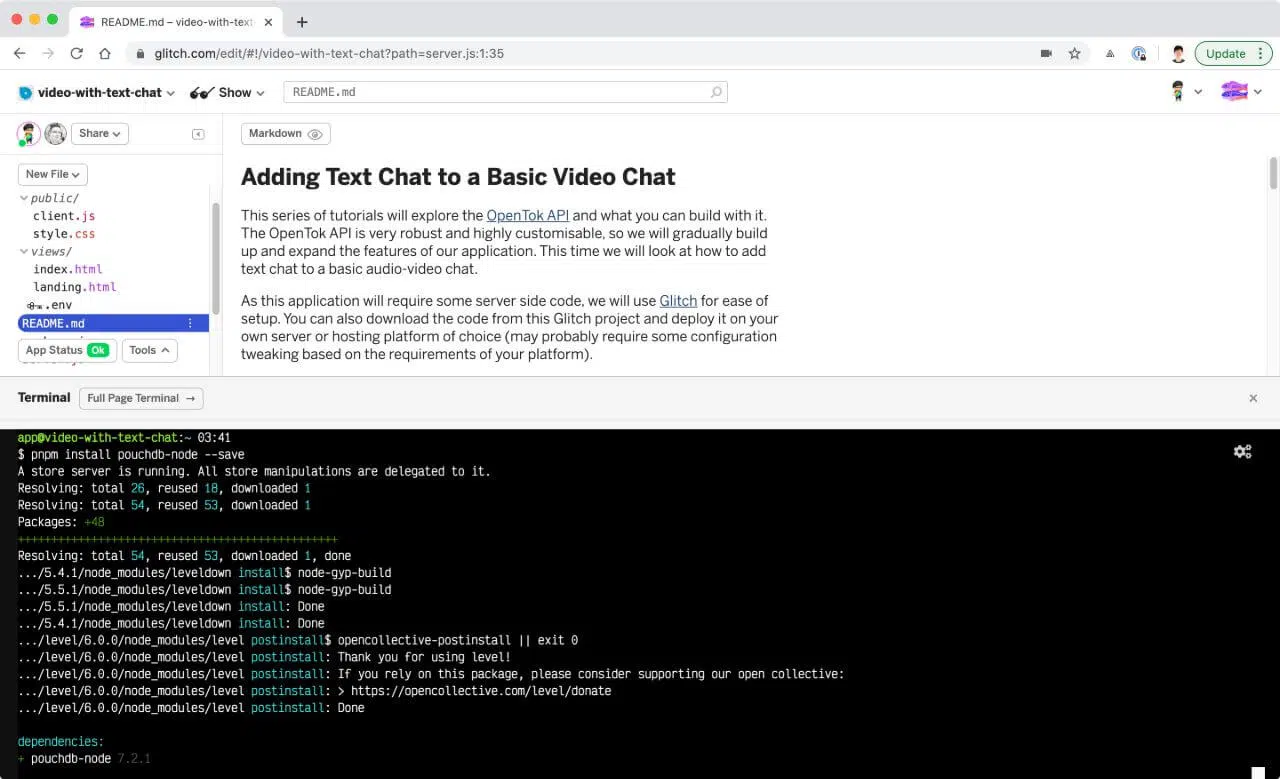 README.md – video-with-text
glitch.com/edit/#!/video-with-text-chat?path=server.js:1:35
Update
video-with-text-chat
Show
README.md
Share
Markdown
New File
public/
client.js
style.css
views/
index.html
landing.html
.env
README.md
App Status Ok
Tools
Adding Text Chat to a Basic Video Chat
This series of tutorials will explore the OpenTok API and what you can build with it.
The OpenTok API is very robust and highly customisable, so we will gradually build
up and expand the features of our application. This time we will look at how to add
text chat to a basic audio-video chat.
As this application will require some server side code, we will use Glitch for ease of
setup. You can also download the code from this Glitch project and deploy it on your
own server or hosting platform of choice (may probably require some configuration
tweaking based on the requirements of your platform).
Terminal
Full Page Terminal →
app@video-with-text-chat:~ 03:41
$ pnpm install pouchdb-node --save
A store server is running. All store manipulations are delegated to it.
Resolving: total 26, reused 18, downloaded 1
Resolving: total 54, reused 53, downloaded 1
Packages: +48
++++++++++++++++++++++++++++++++++++++++++++++++
Resolving: total 54, reused 53, downloaded 1, done
.../5.4.1/node_modules/leveldown install$ node-gyp-build
.../5.5.1/node_modules/leveldown install$ node-gyp-build
.../5.5.1/node_modules/leveldown install: Done
.../5.4.1/node_modules/leveldown install: Done
.../level/6.0.0/node_modules/level postinstall$ opencollective-postinstall || exit 0
.../level/6.0.0/node_modules/level postinstall: Thank you for using level!
.../level/6.0.0/node_modules/level postinstall: If you rely on this package, please consider supporting our open collective:
.../level/6.0.0/node_modules/level postinstall: > https://opencollective.com/level/donate
.../level/6.0.0/node_modules/level postinstall: Done
dependencies:
+ pouchdb-node 7.2.1